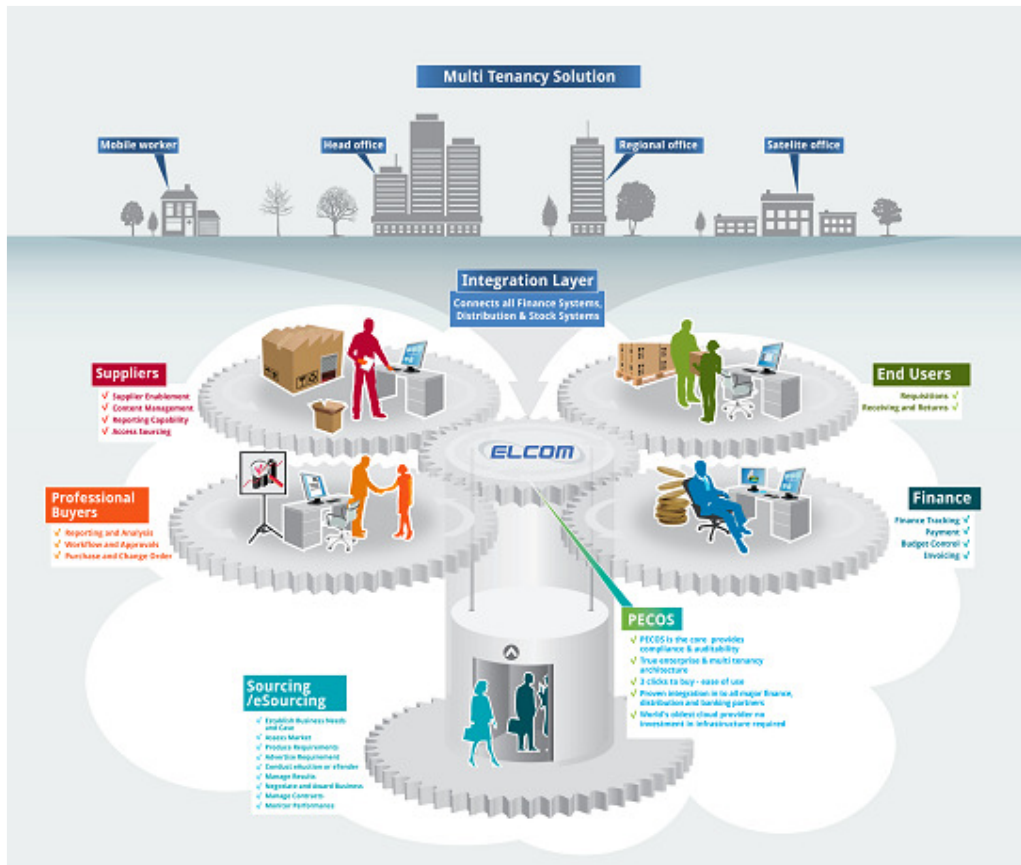 Multi Tenancy Solution
Mobile worker
Head office
Regional office
Satelite office
Integration Layer
Connects all Finance Systems,
Distribution & Stock Systems
Suppliers
Supplier Enablement
Content Management
Reporting Capability
Access Sourcing
End Users
Requisitions
Receiving and Returns
ELCOM
Professional
Buyers
Reporting and Analysis
Workflow and Approvals
Purchase and Change Order
Finance
Finance Tracking
Payment
Budget Control
Invoicing
PECOS
PECOS is the core provides
compliance & auditability
True enterprise & multi tenancy
architecture
3 clicks to buy - ease of use
Proven integration in to all major finance,
distribution and banking partners
World's oldest cloud provider no
investment in infrastructure required
Sourcing
/eSourcing
Establish Business Needs
and Case
Assess Market
Produce Requirements
Advertise Requirement
Conduct eAuction or eTender
Manage Results
Negotiate and Award Business
Manage Contracts
Monitor Performance